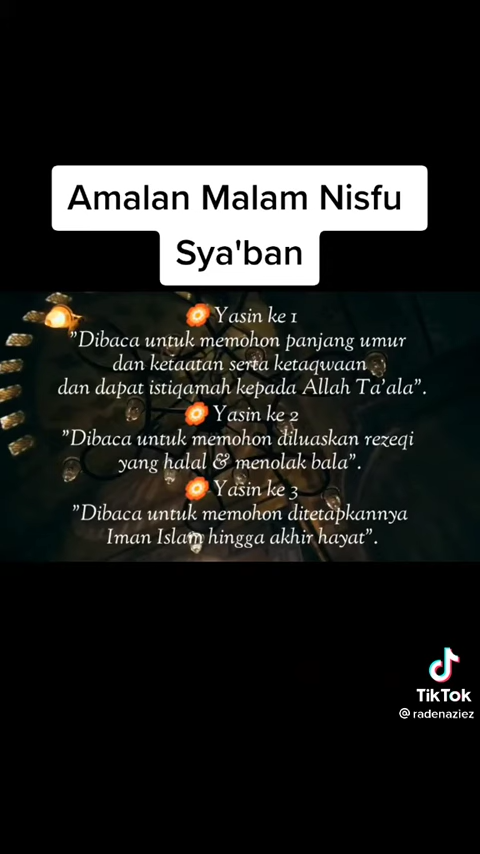 Amalan Malam Nisfu
Sya'ban
Yasin ke 1
"Dibaca untuk memohon panjang umur
dan ketaatan serta ketaqwaan
dan dapat istiqamah kepada Allah Ta'ala".
Yasin ke 2
"Dibaca untuk memohon diluaskan rezeqi
yang halal & menolak bala".
Yasin ke 3
"Dibaca untuk memohon ditetapkannya
Iman Islam hingga akhir hayat".
TikTok
@radenaziez